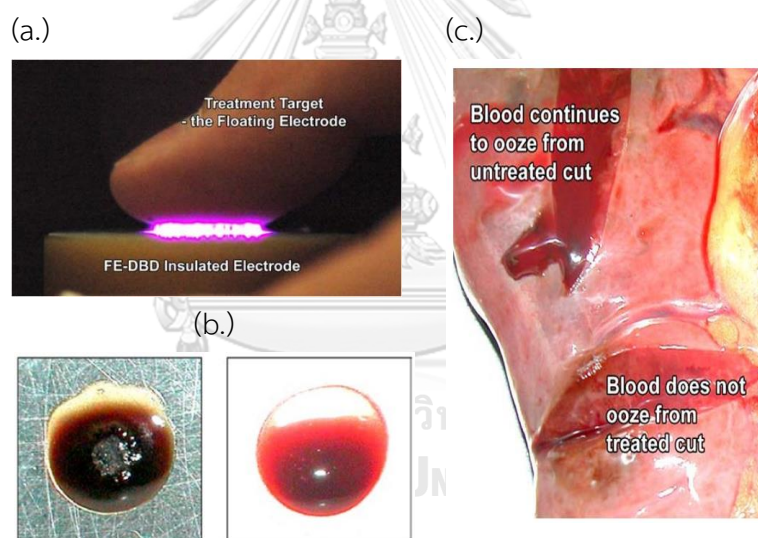 (a.)
Treatment Target
- the Floating Electrode
FE-DBD Insulated Electrode
(b.)
(c.)
Blood continues
to ooze from
untreated cut
Blood does not
ooze from
treated cut